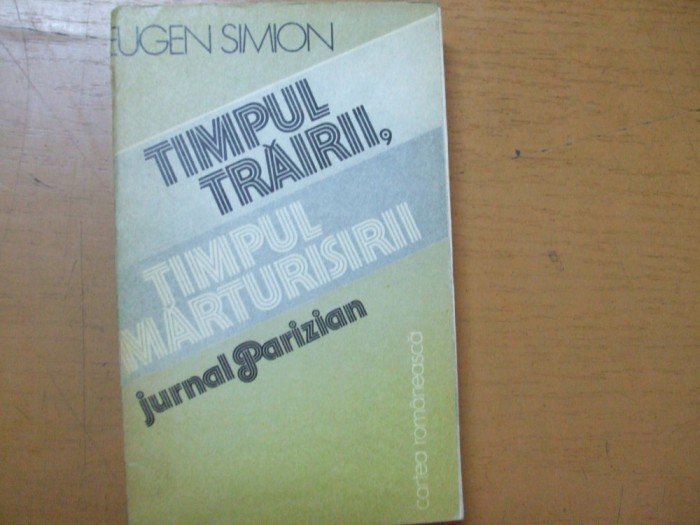 EUGEN SIMION
TIMPUL
TRĂIRII,
TIMPUL
MĂRTURISIRII
jurnal Parizian
cartea românească